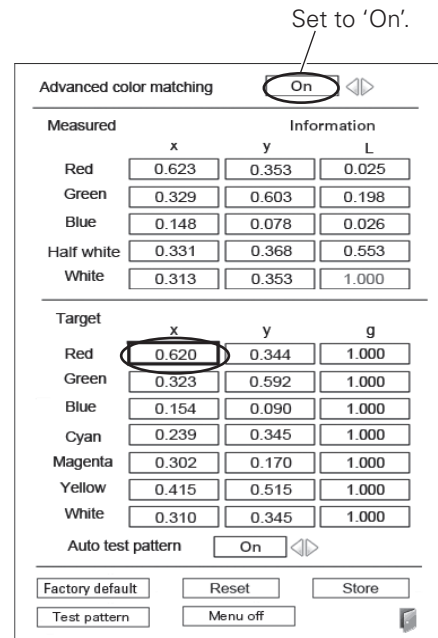 Set to ‘On’.
Advanced color matching On
Measured Information
x y L
Red 0.623 0.353 0.025
Green 0.329 0.603 0.198
Blue 0.148 0.078 0.026
Half white 0.331 0.368 0.553
White 0.313 0.353 1.000
Target
x y g
Red 0.620 0.344 1.000
Green 0.323 0.592 1.000
Blue 0.154 0.090 1.000
Cyan 0.239 0.345 1.000
Magenta 0.302 0.170 1.000
Yellow 0.415 0.515 1.000
White 0.310 0.345 1.000
Auto test pattern On
Factory default Reset Store
Test pattern Menu off